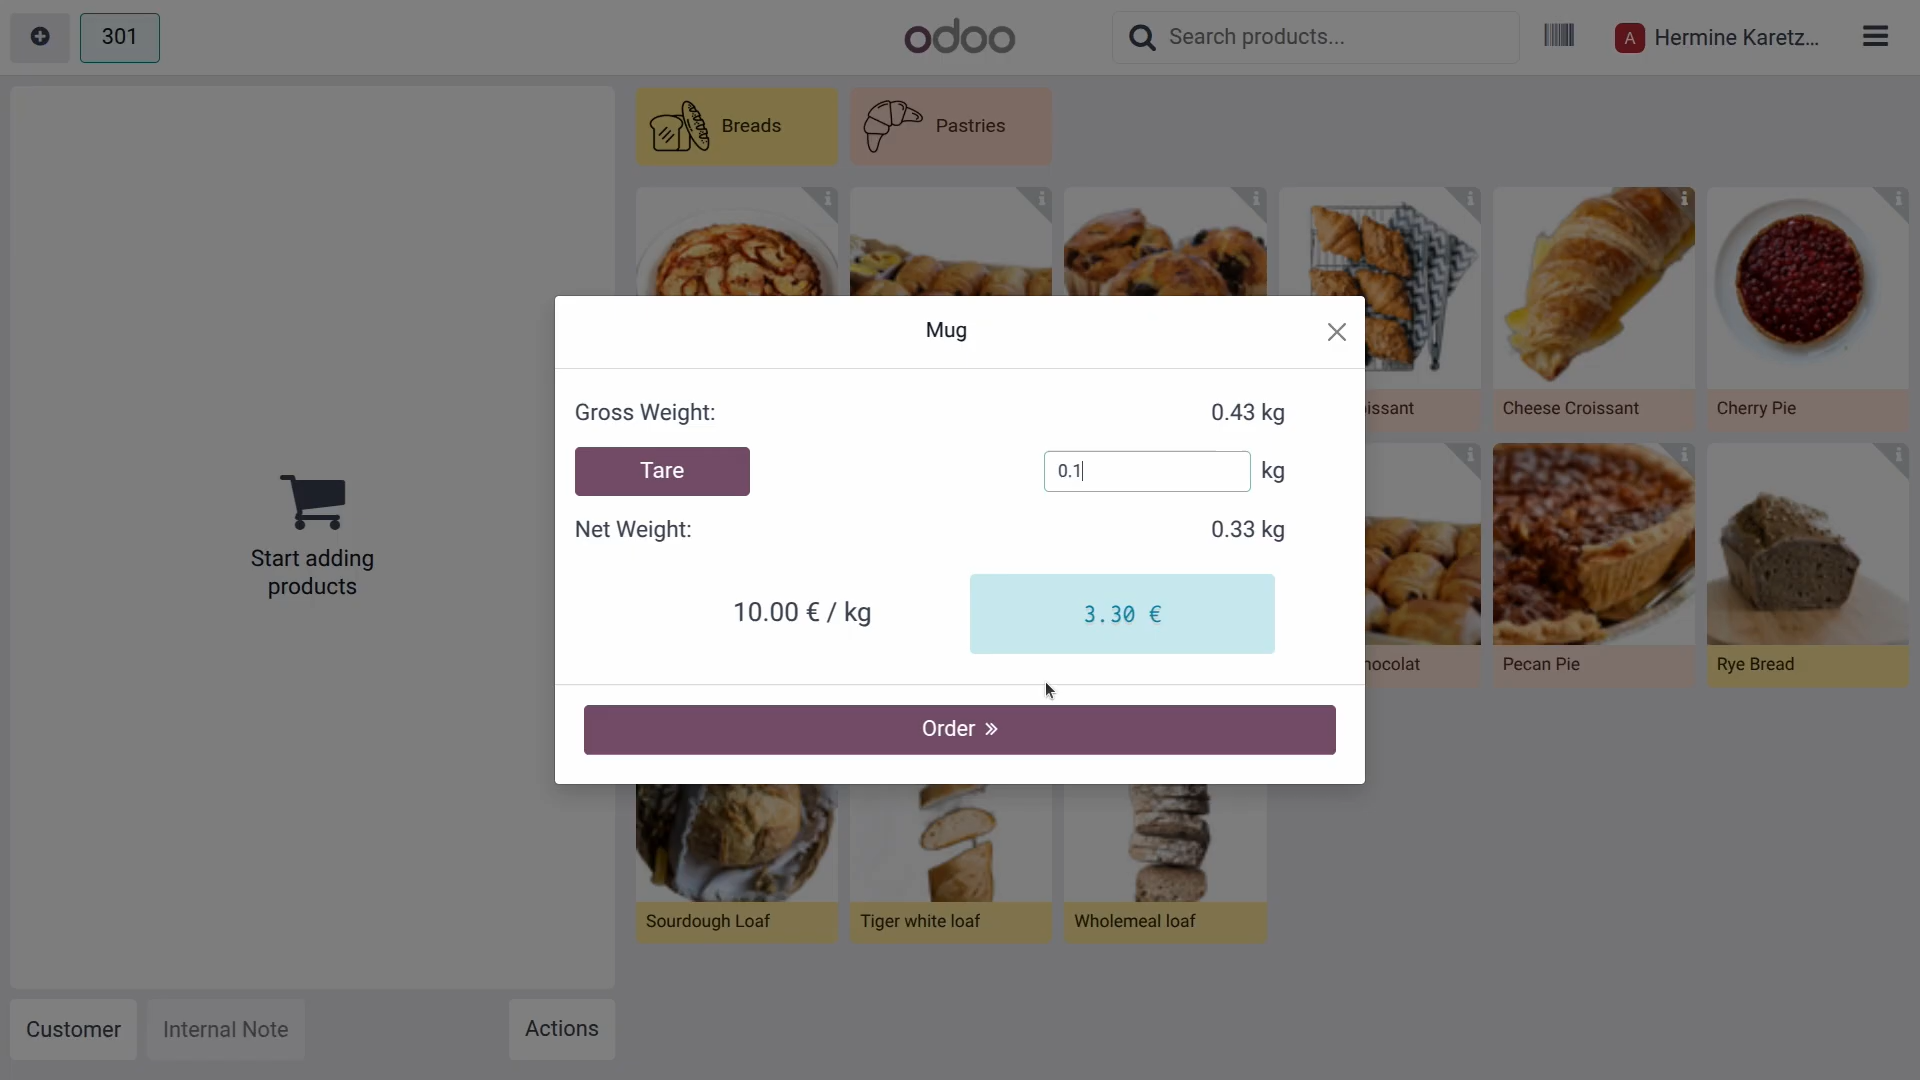 301
odoo
Search products...
A Hermine Karetz...
Breads
Pastries
Mug
Gross Weight: 0.43 kg
Tare 0.1 kg
Net Weight: 0.33 kg
10.00 € / kg 3.30 €
Order »
Start adding
products
issant
Cheese Croissant
Cherry Pie
hocolat
Pecan Pie
Rye Bread
Sourdough Loaf
Tiger white loaf
Wholemeal loaf
Customer
Internal Note
Actions